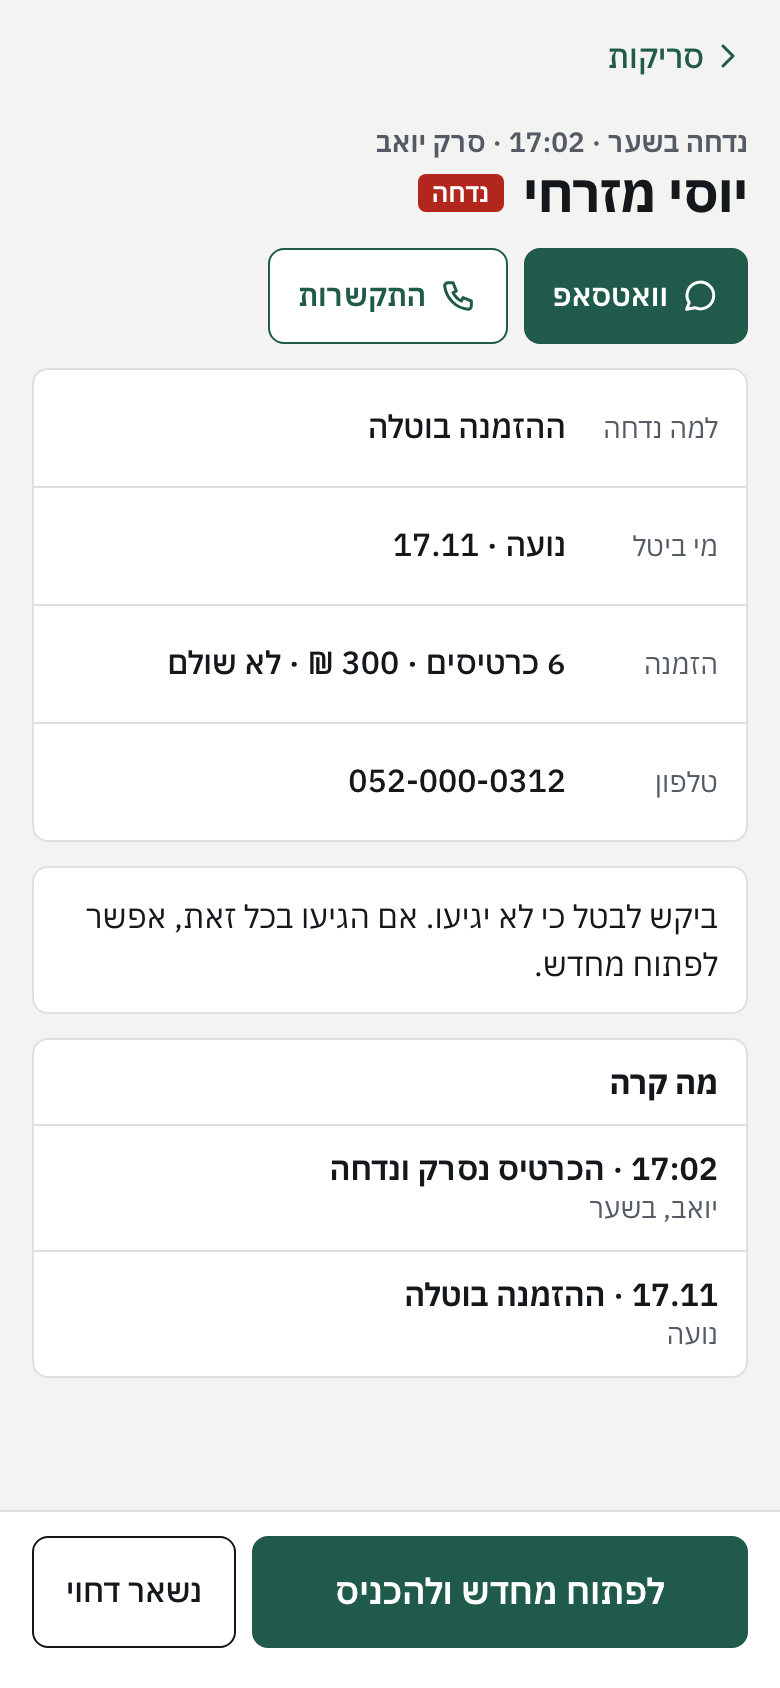 סריקות
נדחה בשער · 17:02 · סרק יואב
יוסי מזרחי נדחה
וואטסאפ התקשרות
למה נדחה ההזמנה בוטלה
מי ביטל נועה · 17.11
הזמנה 6 כרטיסים · 300 ₪ · לא שולם
טלפון 052-000-0312
ביקש לבטל כי לא יגיעו. אם הגיעו בכל זאת, אפשר
לפתוח מחדש.
מה קרה
17:02 · הכרטיס נסרק ונדחה
יואב, בשער
17.11 · ההזמנה בוטלה
נועה
לפתוח מחדש ולהכניס נשאר דחוי